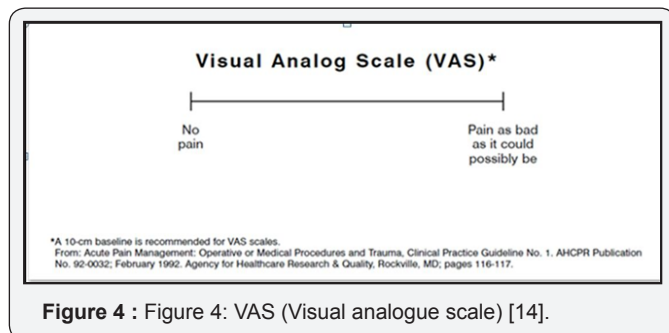 Visual Analog Scale (VAS)*
No
pain
Pain as bad
as it could
possibly be
*A 10-cm baseline is recommended for VAS scales.
From: Acute Pain Management: Operative or Medical Procedures and Trauma, Clinical Practice Guideline No. 1. AHCPR Publication
No. 92-0032; February 1992. Agency for Healthcare Research & Quality, Rockville, MD; pages 116-117.
Figure 4 : Figure 4: VAS (Visual analogue scale) [14].